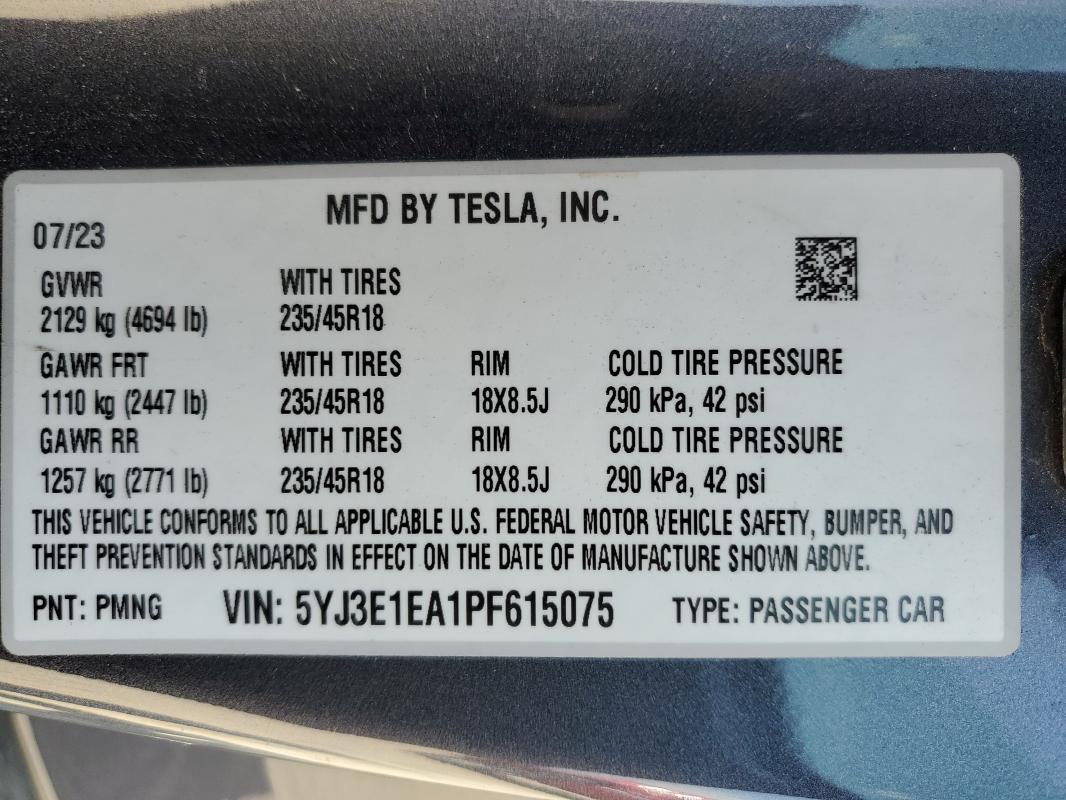 MFD BY TESLA, INC.
07/23
GVWR WITH TIRES
2129 kg (4694 lb) 235/45R18
GAWR FRT WITH TIRES RIM COLD TIRE PRESSURE
1110 kg (2447 lb) 235/45R18 18X8.5J 290 kPa, 42 psi
GAWR RR WITH TIRES RIM COLD TIRE PRESSURE
1257 kg (2771 lb) 235/45R18 18X8.5J 290 kPa, 42 psi
THIS VEHICLE CONFORMS TO ALL APPLICABLE U.S. FEDERAL MOTOR VEHICLE SAFETY, BUMPER, AND
THEFT PREVENTION STANDARDS IN EFFECT ON THE DATE OF MANUFACTURE SHOWN ABOVE.
PNT: PMNG VIN: 5YJ3E1EA1PF615075 TYPE: PASSENGER CAR